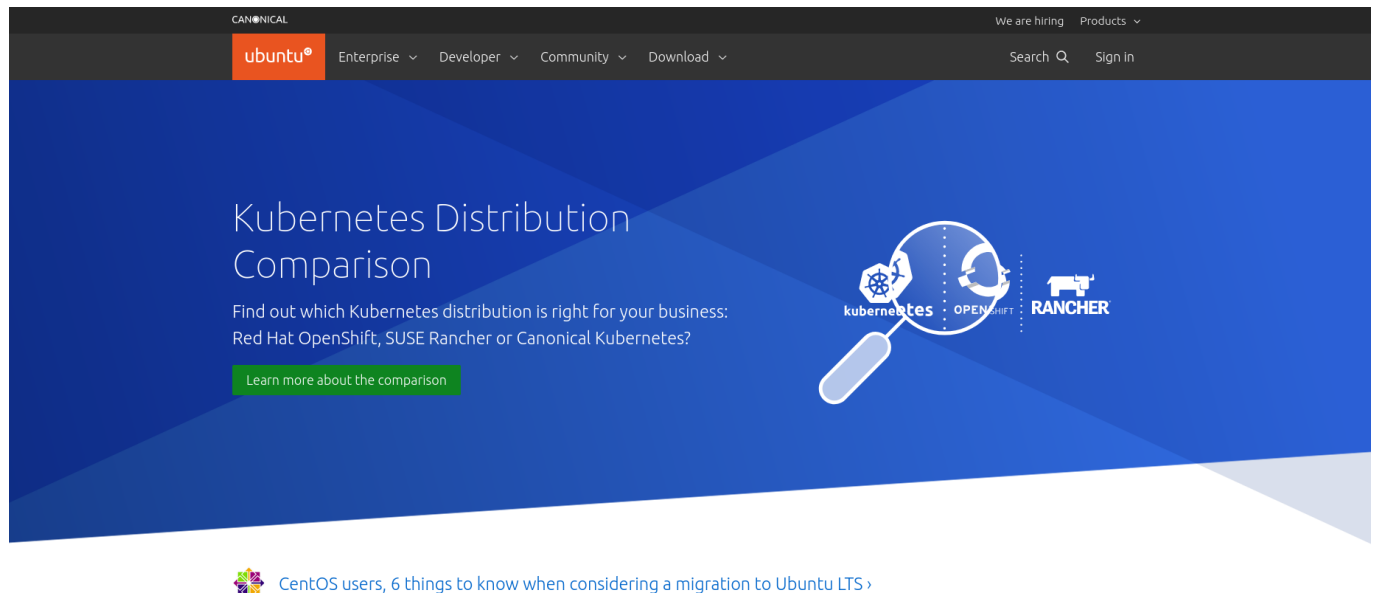 CANONICAL
We are hiring Products
ubuntu®
Enterprise Developer Community Download
Search Sign in
Kubernetes Distribution
Comparison
Find out which Kubernetes distribution is right for your business:
Red Hat OpenShift, SUSE Rancher or Canonical Kubernetes?
Learn more about the comparison
kubernetes
OPENSHIFT
RANCHER
CentOS users, 6 things to know when considering a migration to Ubuntu LTS ›